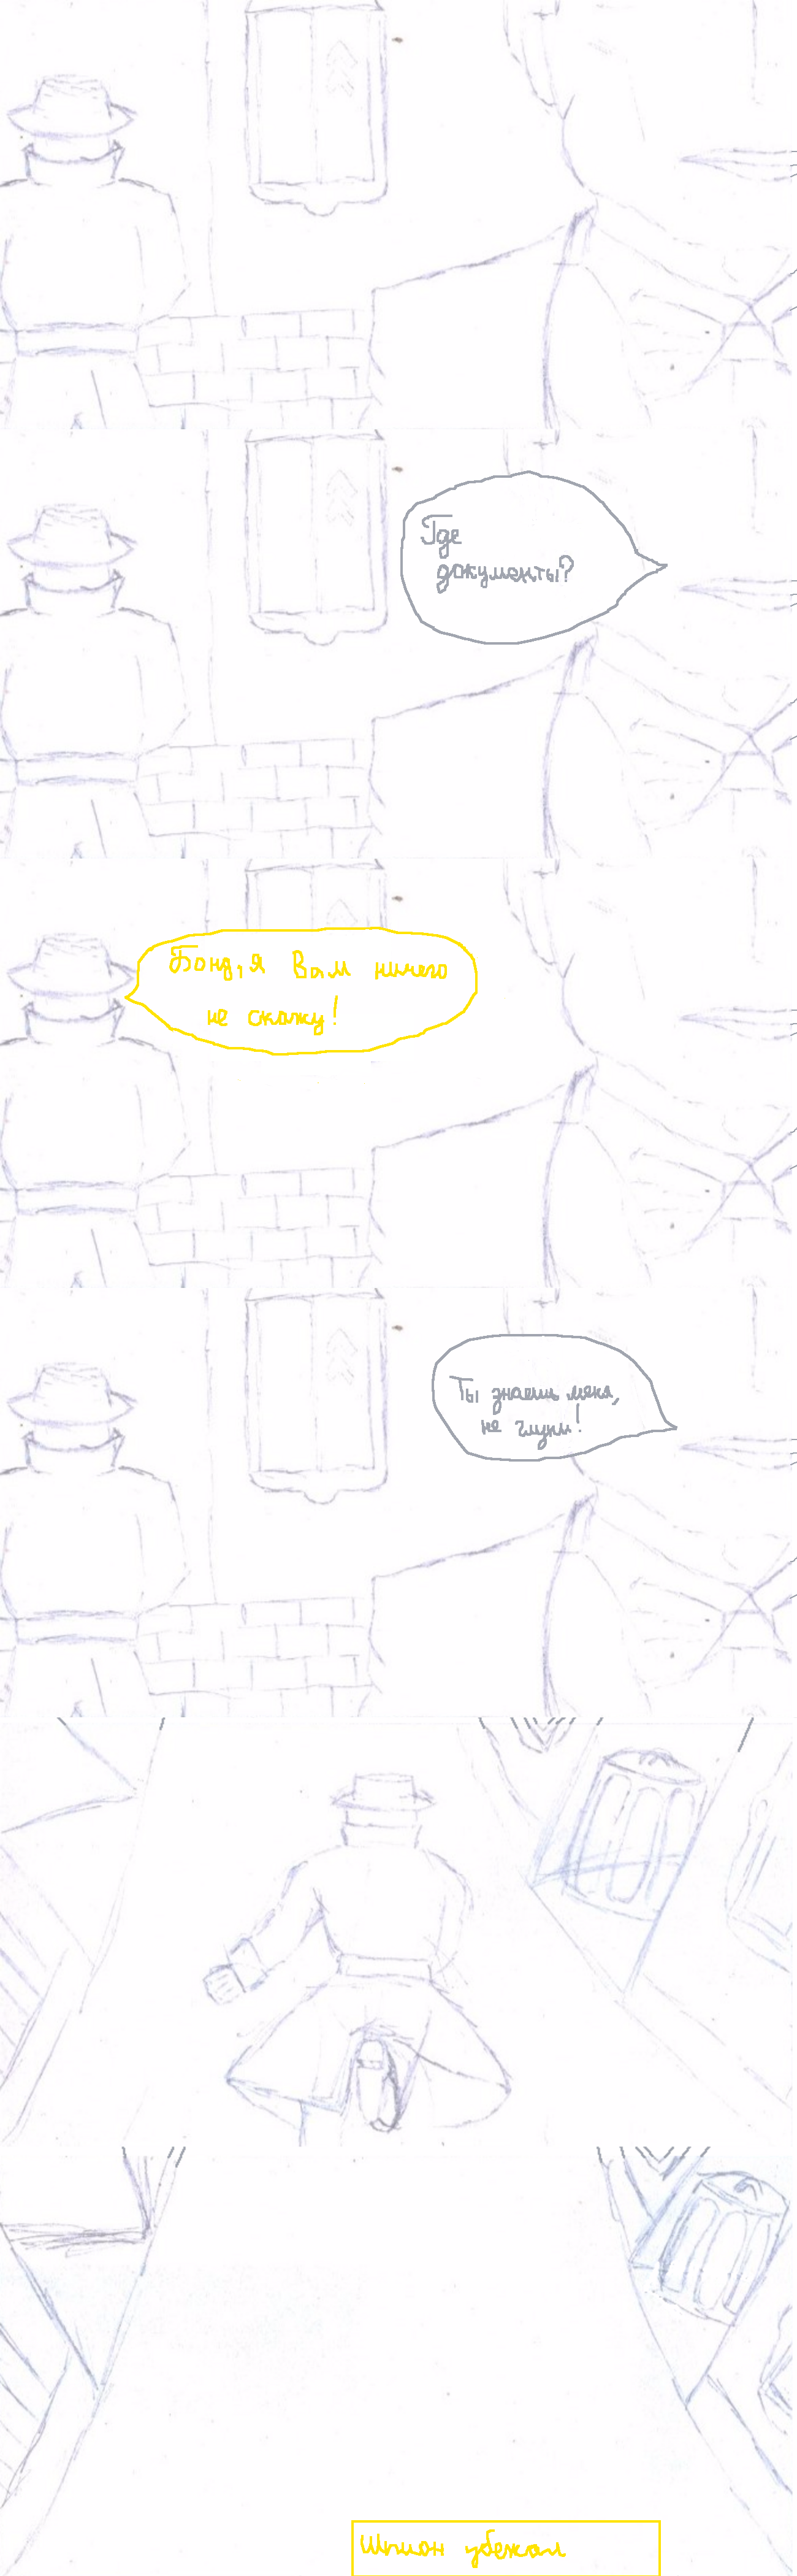 Где
документы?
Бонд, я Вам ничего
не скажу!
Ты знаешь меня,
не глупи!
Шпион убежал